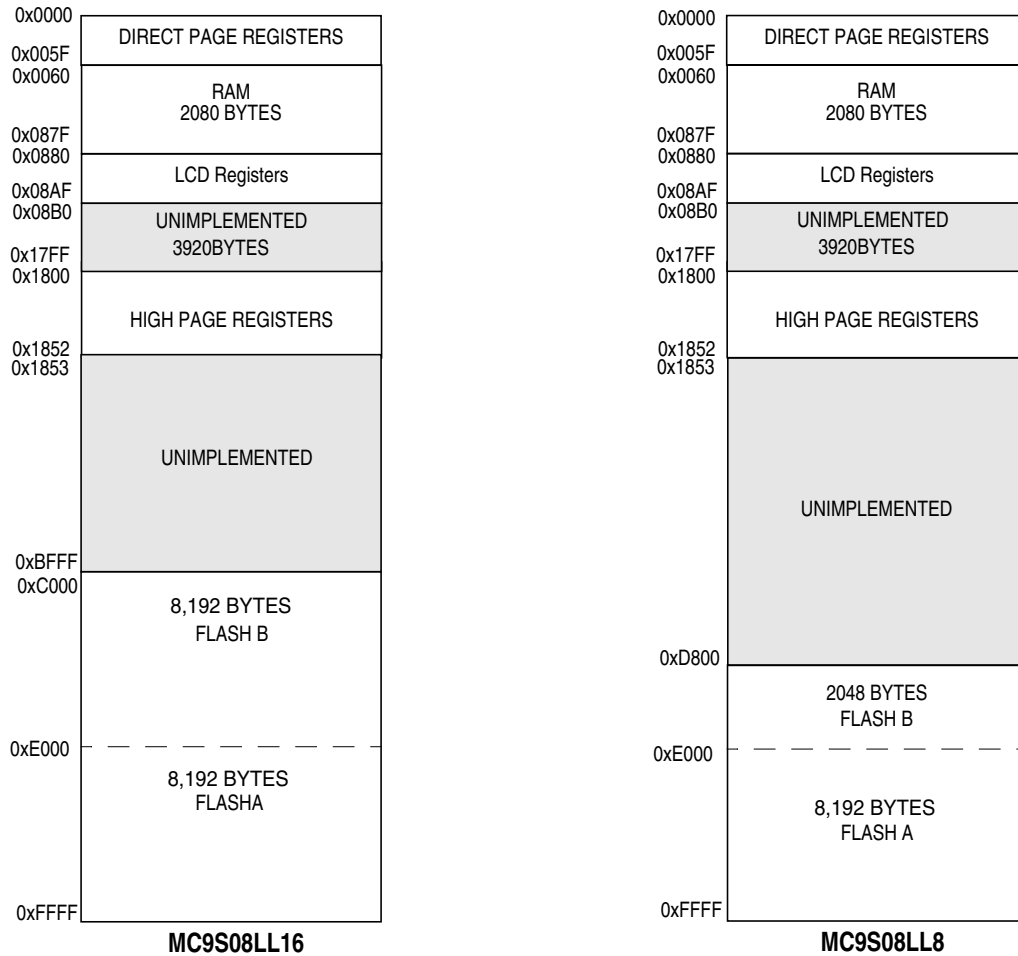 0x0000
DIRECT PAGE REGISTERS
0x005F
0x0060
RAM
2080 BYTES
0x087F
0x0880
LCD Registers
0x08AF
0x08B0
UNIMPLEMENTED
3920BYTES
0x17FF
0x1800
HIGH PAGE REGISTERS
0x1852
0x1853
UNIMPLEMENTED
0xBFFF
0xC000
8,192 BYTES
FLASH B
0xE000
8,192 BYTES
FLASHA
0xFFFF
MC9S08LL16
0x0000
DIRECT PAGE REGISTERS
0x005F
0x0060
RAM
2080 BYTES
0x087F
0x0880
LCD Registers
0x08AF
0x08B0
UNIMPLEMENTED
3920BYTES
0x17FF
0x1800
HIGH PAGE REGISTERS
0x1852
0x1853
UNIMPLEMENTED
0xD800
2048 BYTES
FLASH B
0xE000
8,192 BYTES
FLASH A
0xFFFF
MC9S08LL8